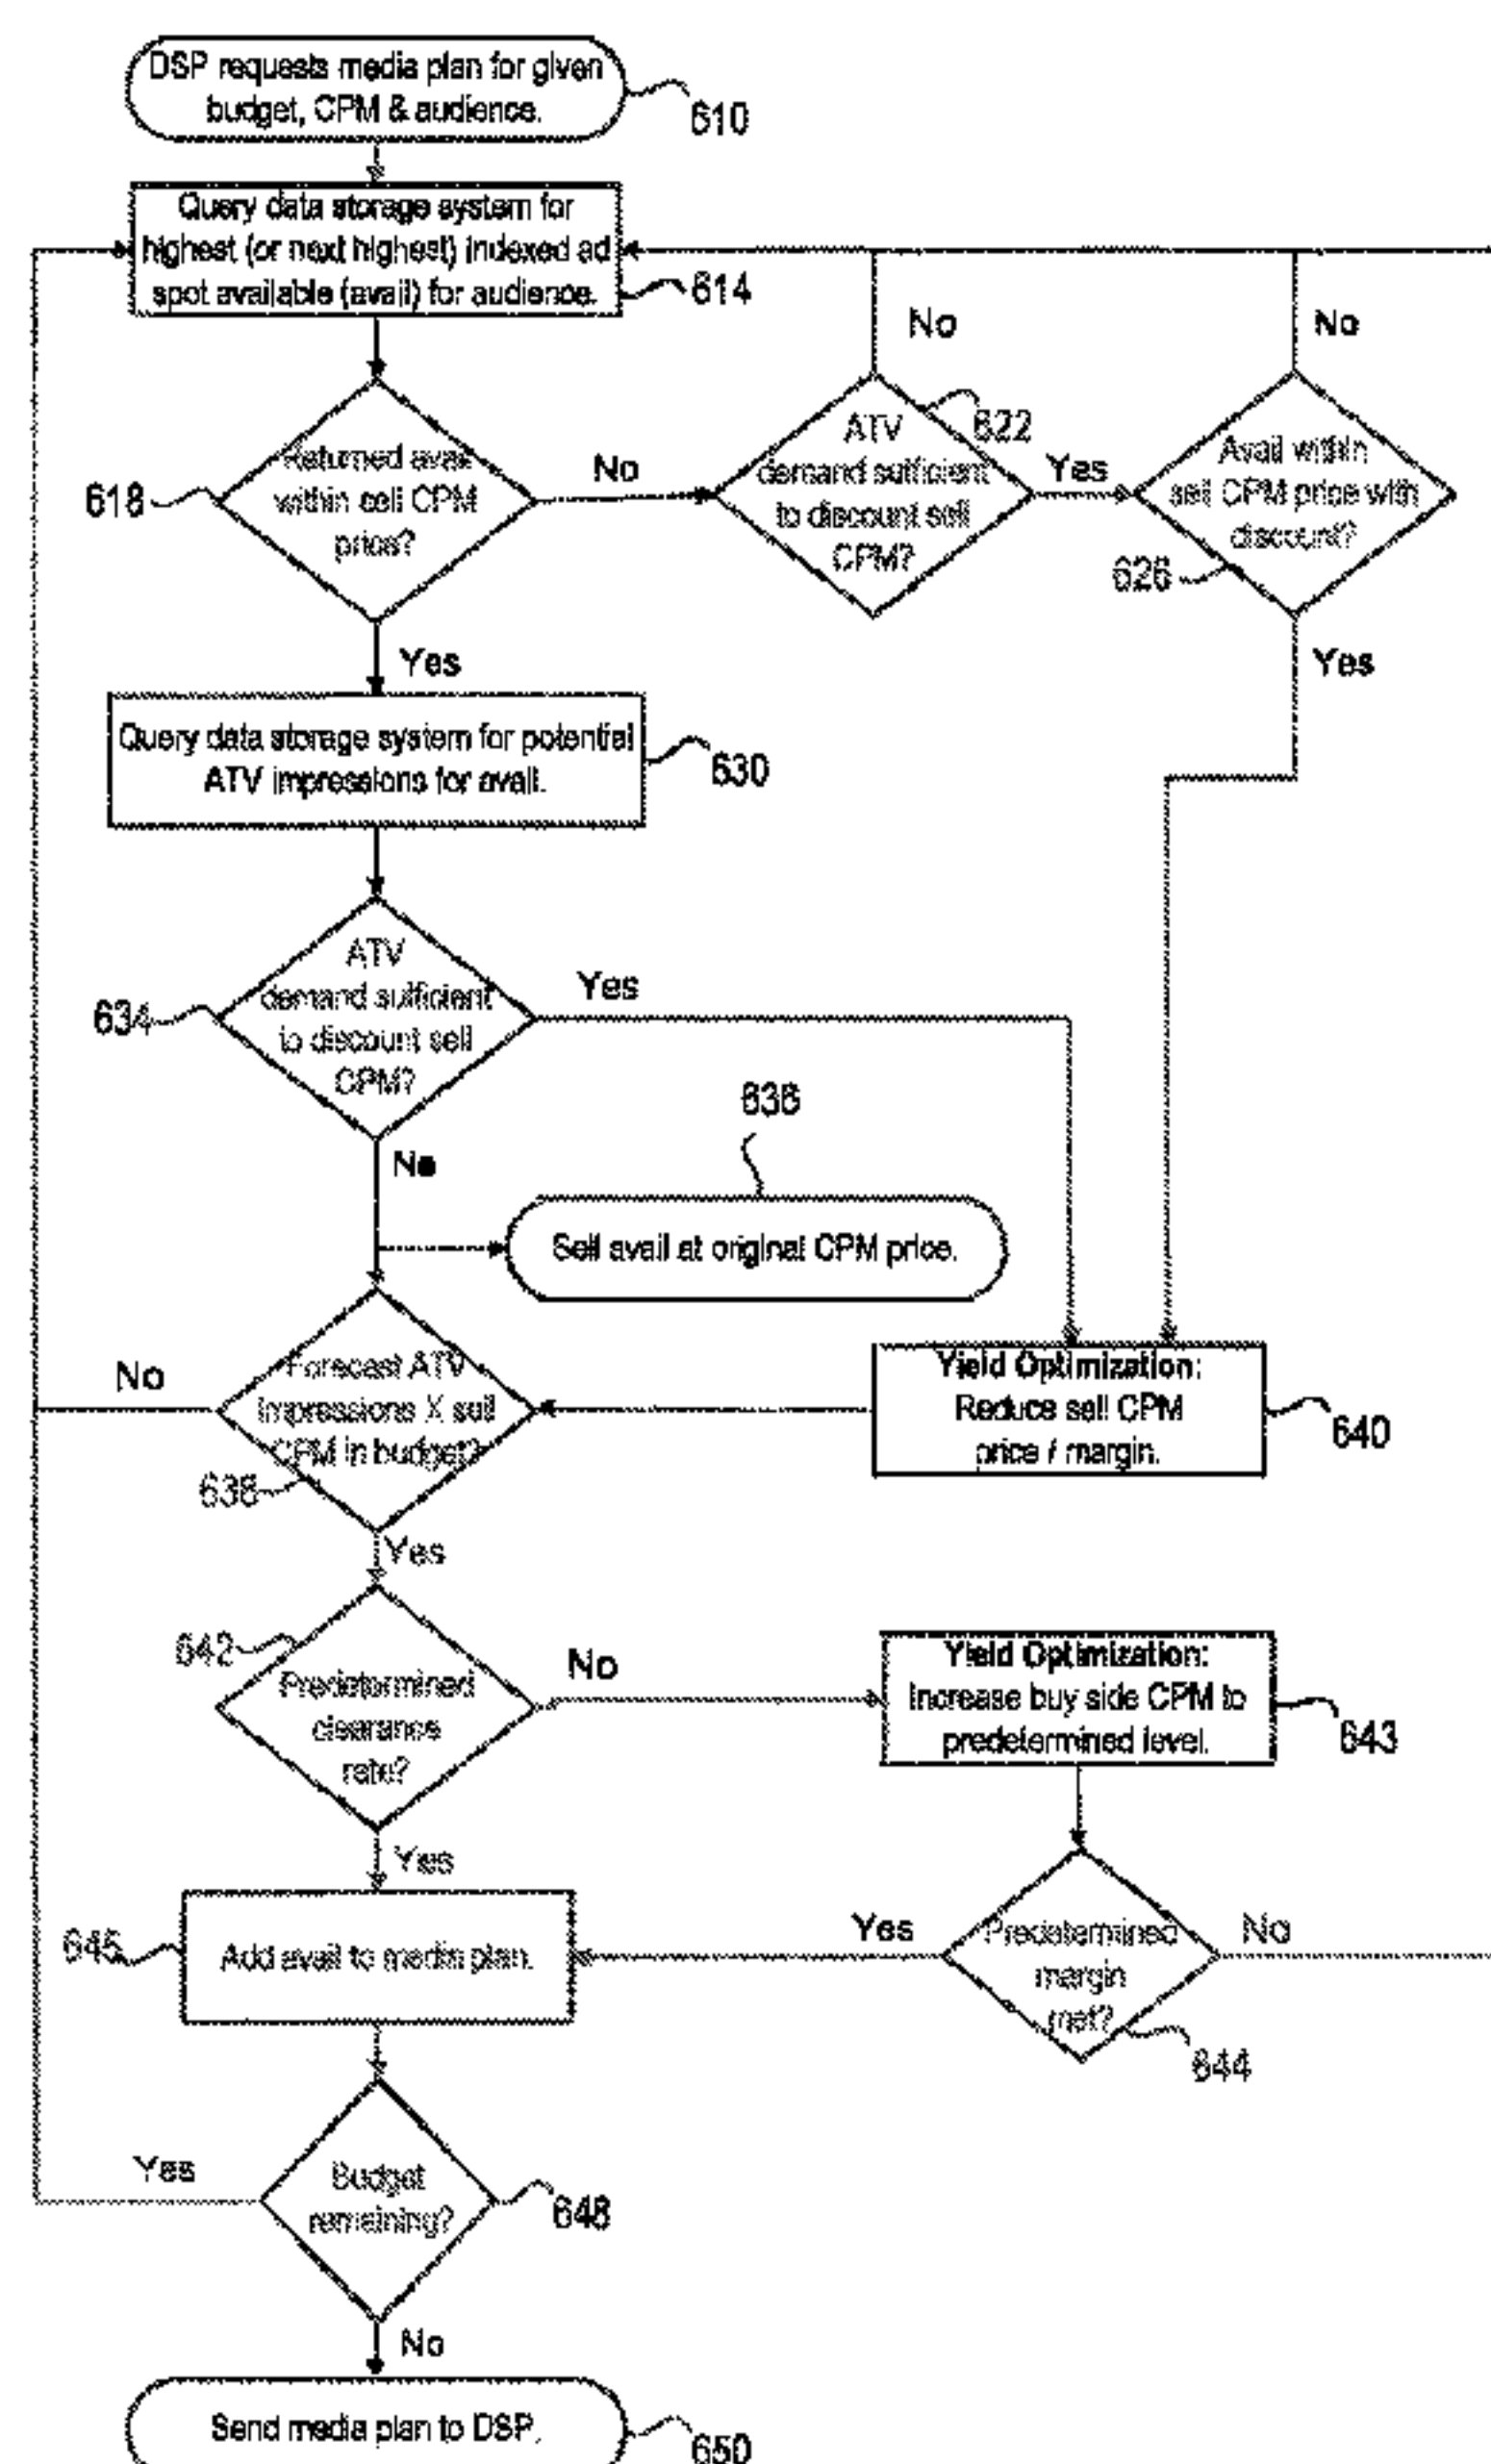 DSP requests media plan for given
budget, CPM & audience.
610
Query data storage system for
highest (or next highest) indexed ad
spot available (avail) for audience.
614
No
No
Returned avail
within sell CPM
price?
618
No
ATV
demand sufficient
to discount sell
CPM?
622
Yes
Avail within
sell CPM price with
discount?
626
Yes
Yes
Query data storage system for potential
ATV impressions for avail.
630
ATV
demand sufficient
to discount sell
CPM?
634
Yes
No
636
Sell avail at original CPM price.
No
Forecast ATV
Impressions X sell
CPM in budget?
638
Yield Optimization:
Reduce sell CPM
price / margin.
640
Yes
642
Predetermined
clearance
rate?
No
Yield Optimization:
Increase buy side CPM to
predetermined level.
643
Yes
645
Add avail to media plan.
Yes
Predetermined
margin
met?
No
644
Yes
Budget
remaining?
648
No
Send media plan to DSP.
650